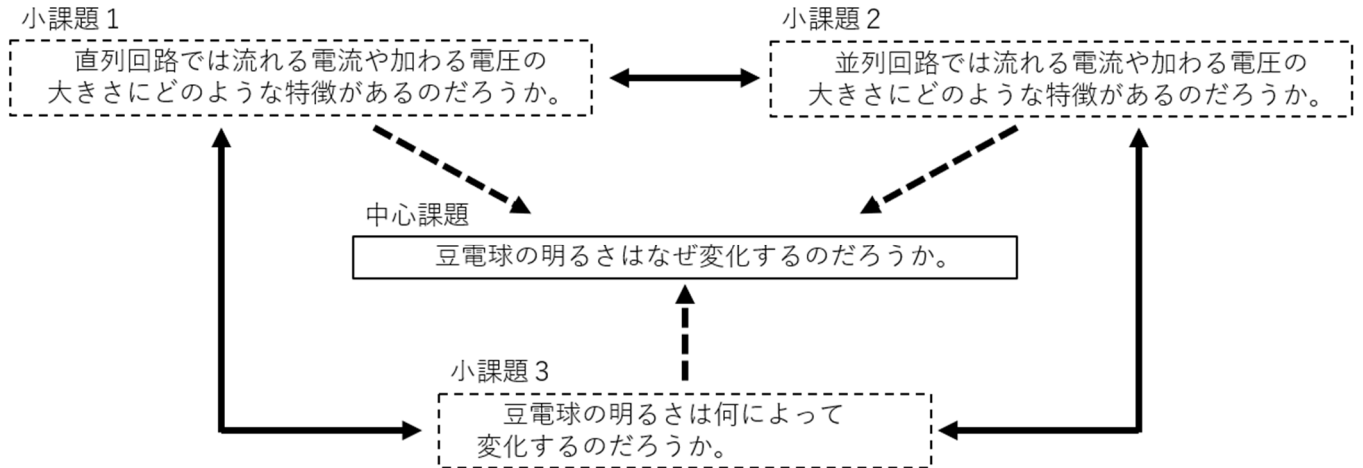 小課題１
直列回路では流れる電流や加わる電圧の
大きさにどのような特徴があるのだろうか。
小課題２
並列回路では流れる電流や加わる電圧の
大きさにどのような特徴があるのだろうか。
中心課題
豆電球の明るさはなぜ変化するのだろうか。
小課題３
豆電球の明るさは何によって
変化するのだろうか。